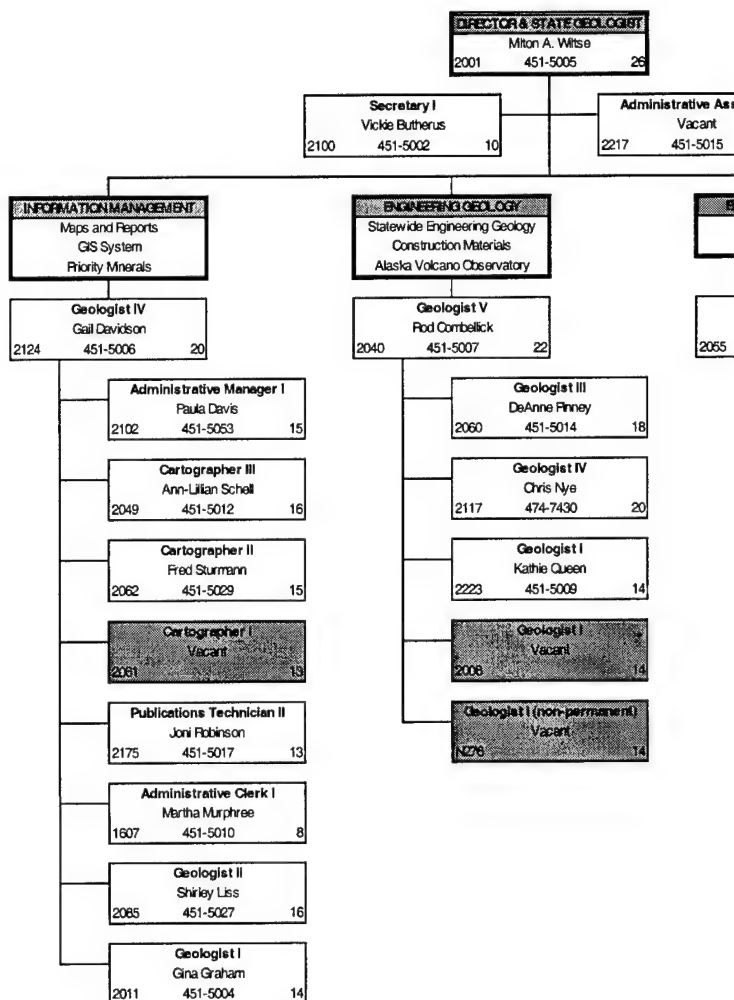 DIRECTOR & STATE GEOLOGIST
Milton A. Wiltse
2001 451-5005 26
Secretary I
Vickie Butherus
2100 451-5002 10
Administrative Ass
Vacant
2217 451-5015
INFORMATION MANAGEMENT
Maps and Reports
GIS System
Priority Minerals
Geologist IV
Gail Davidson
2124 451-5006 20
Administrative Manager I
Paula Davis
2102 451-5053 15
Cartographer III
Ann-Lillian Schell
2049 451-5012 16
Cartographer II
Fred Sturmann
2062 451-5029 15
Cartographer I
Vacant
2061 13
Publications Technician II
Joni Robinson
2175 451-5017 13
Administrative Clerk I
Martha Murphree
1607 451-5010 8
Geologist II
Shirley Liss
2085 451-5027 16
Geologist I
Gina Graham
2011 451-5004 14
ENGINEERING GEOLOGY
Statewide Engineering Geology
Construction Materials
Alaska Volcano Observatory
Geologist V
Rod Combellick
2040 451-5007 22
Geologist III
DeAnne Pinney
2060 451-5014 18
Geologist IV
Chris Nye
2117 474-7430 20
Geologist I
Kathie Queen
2223 451-5009 14
Geologist I
Vacant
2008 14
Geologist I (non-permanent)
Vacant
14
E
2055